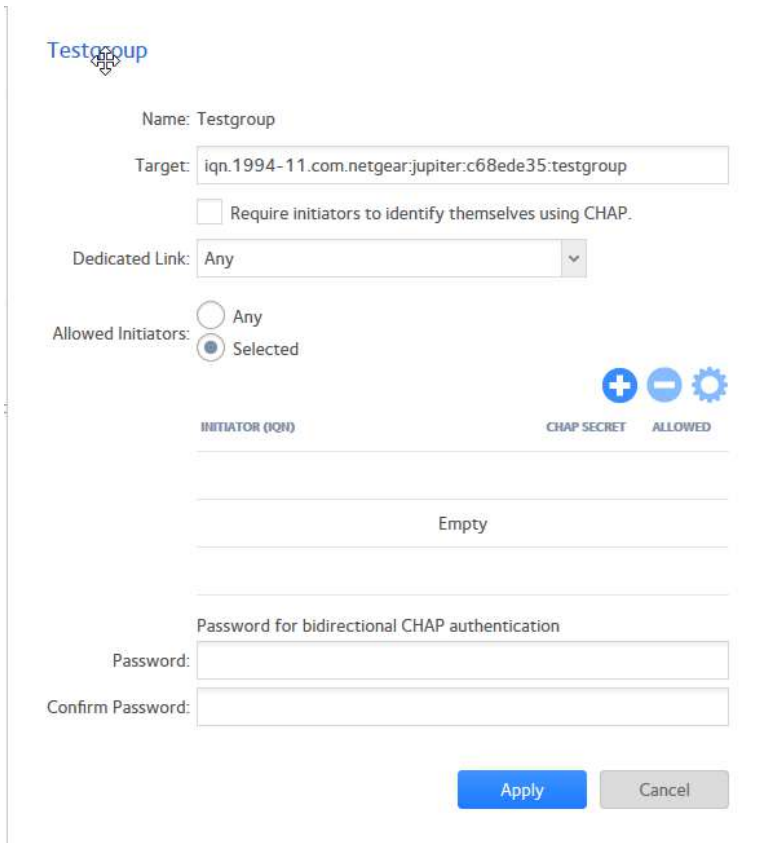 Testgroup
Name: Testgroup
Target: iqn.1994-11.com.netgear:jupiter:c68ede35:testgroup
Require initiators to identify themselves using CHAP.
Dedicated Link: Any
Allowed Initiators:
Any
Selected
INITIATOR (IQN) CHAP SECRET ALLOWED
Empty
Password for bidirectional CHAP authentication
Password:
Confirm Password:
Apply Cancel